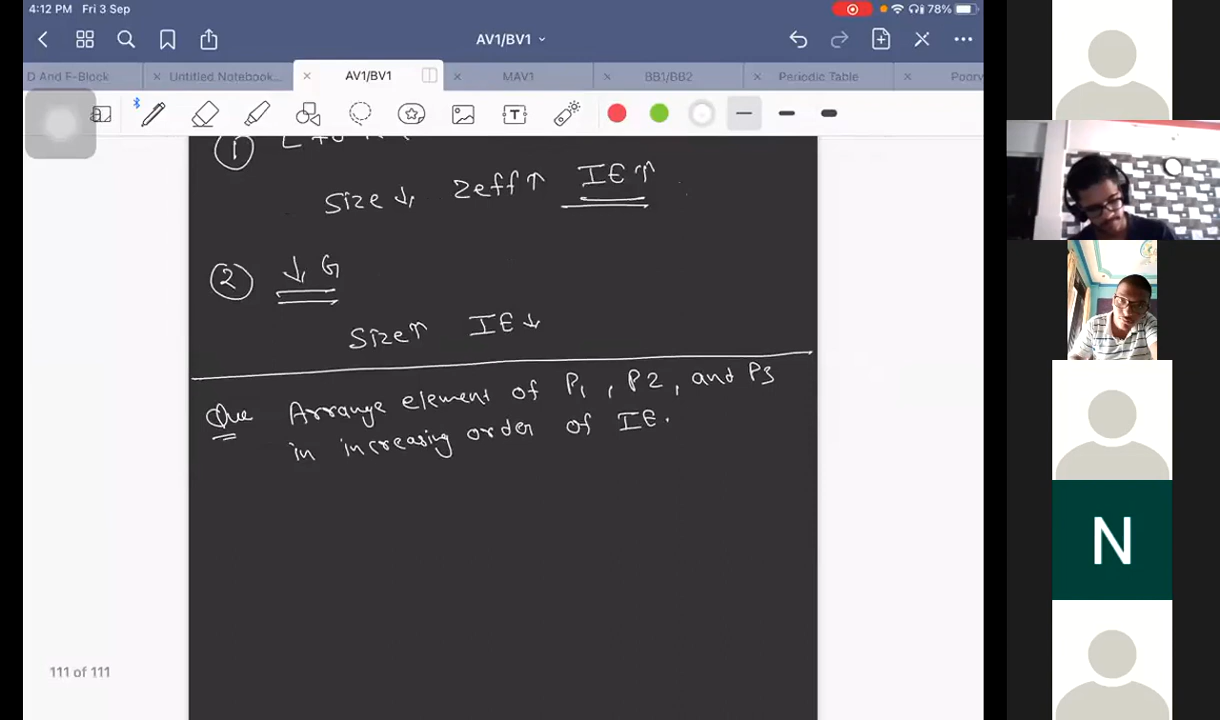 4:12 PM Fri 3 Sep
78%
AV1/BV1
D And F-Block
Untitled Notebook...
AV1/BV1
MAV1
BB1/BB2
Periodic Table
Poorv
T
1
Size ↓ Zeff ↑ IE ↑
2 ↓ G
Size ↑ IE ↓
Que Arrange element of P1, P2, and P3
in increasing order of IE.
N
111 of 111